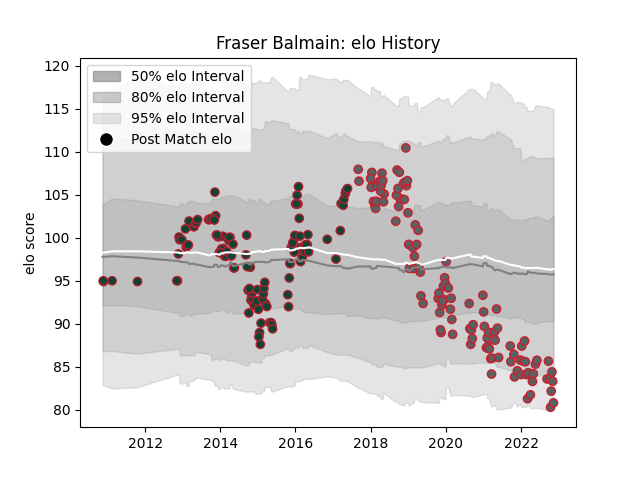 Fraser Balmain: elo History
50% elo Interval
80% elo Interval
95% elo Interval
Post Match elo
elo score
120
115
110
105
100
95
90
85
80
2012 2014 2016 2018 2020 2022